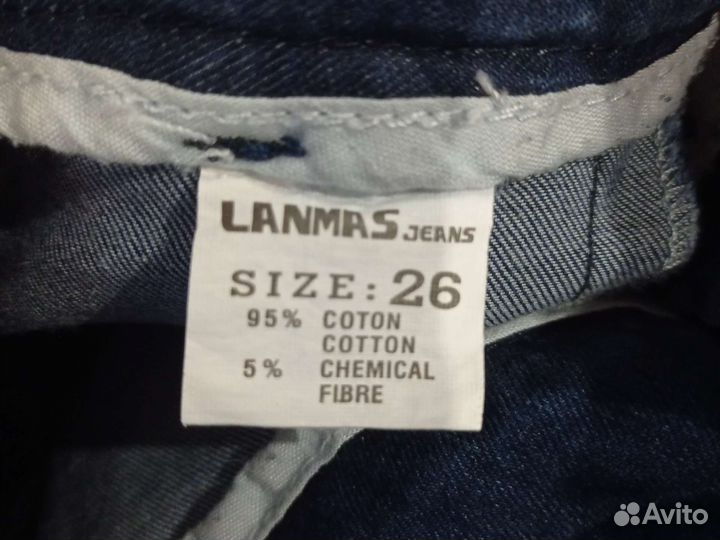 LANMAS JEANS
SIZE: 26
95% COTON
COTTON
5% CHEMICAL
FIBRE
Avito